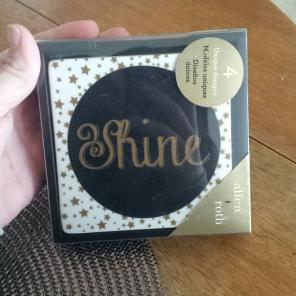 Shine
4
Unique designs
Modèles uniques
Diseños
únicos
allen
+
roth